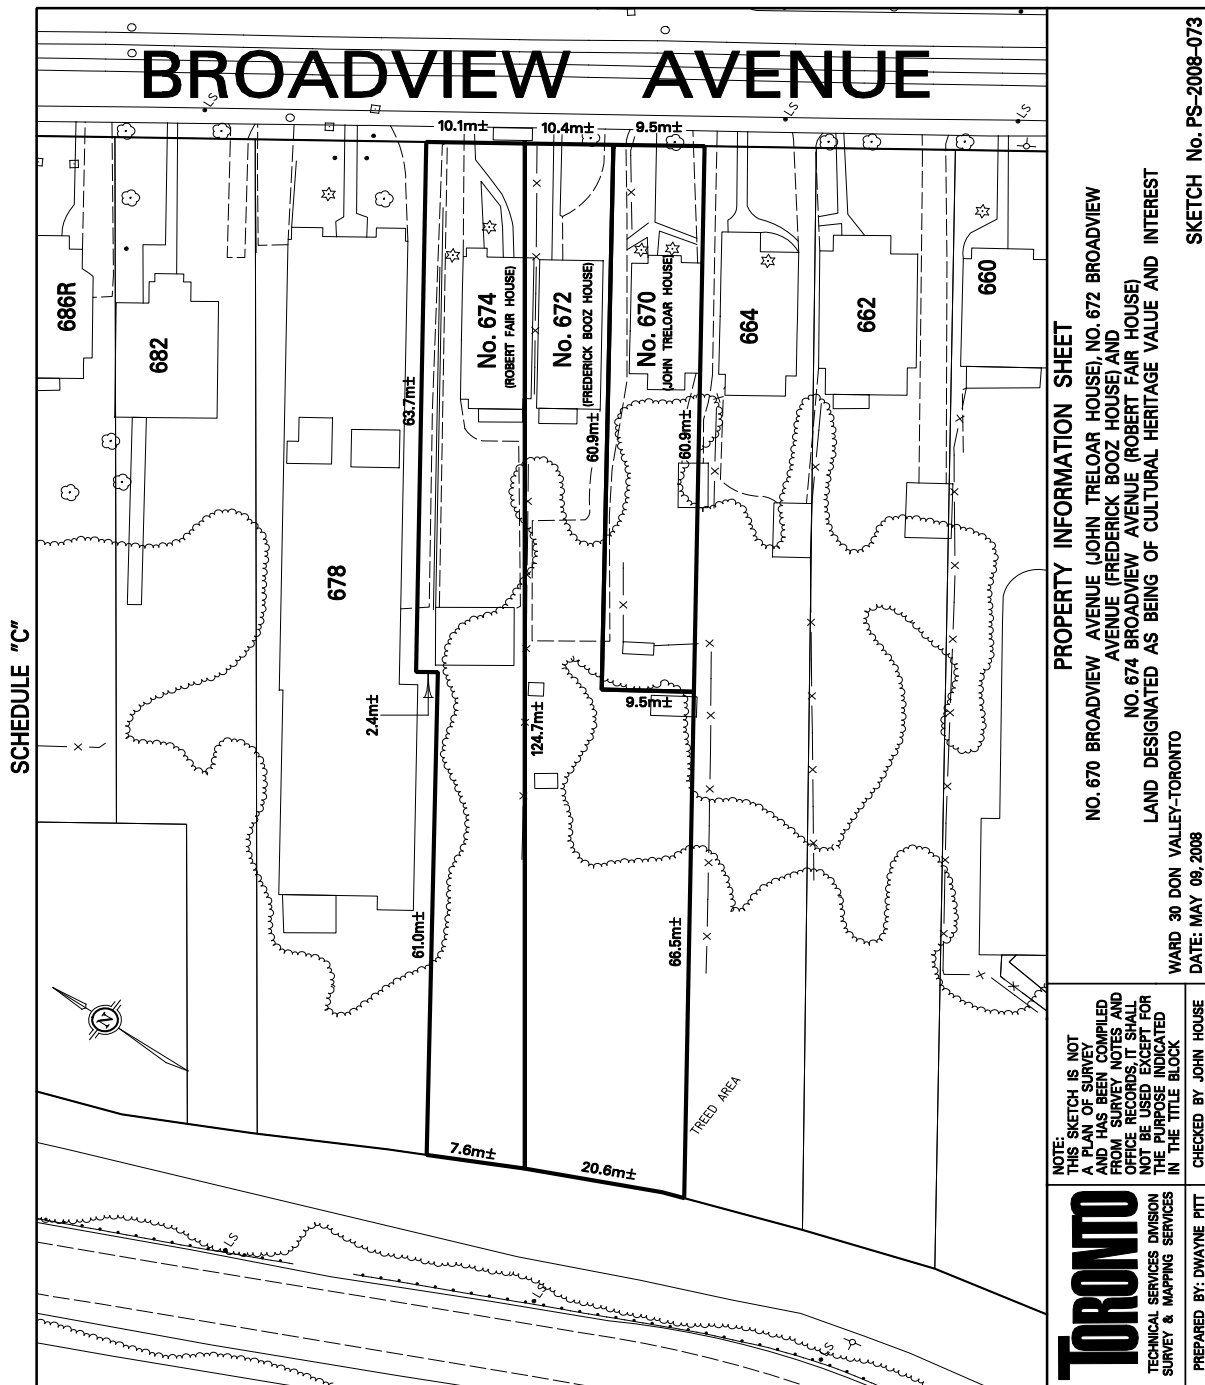 SCHEDULE "C"
BROADVIEW AVENUE
LS
LS
LS
10.1m±
10.4m±
9.5m±
686R
682
678
No. 674
(ROBERT FAIR HOUSE)
No. 672
(FREDERICK BOOZ HOUSE)
No. 670
(JOHN TRELOAR HOUSE)
664
662
660
63.7m±
60.9m±
60.9m±
2.4m±
124.7m±
9.5m±
61.0m±
66.5m±
N
TREED AREA
7.6m±
20.6m±
LS
LS
LS
PROPERTY INFORMATION SHEET
NO. 670 BROADVIEW AVENUE (JOHN TRELOAR HOUSE), NO. 672 BROADVIEW
AVENUE (FREDERICK BOOZ HOUSE) AND
NO. 674 BROADVIEW AVENUE (ROBERT FAIR HOUSE)
LAND DESIGNATED AS BEING OF CULTURAL HERITAGE VALUE AND INTEREST
WARD 30 DON VALLEY-TORONTO
DATE: MAY 09, 2008
SKETCH No. PS-2008-073
NOTE:
THIS SKETCH IS NOT
A PLAN OF SURVEY
AND HAS BEEN COMPILED
FROM SURVEY NOTES AND
OFFICE RECORDS, IT SHALL
NOT BE USED EXCEPT FOR
THE PURPOSE INDICATED
IN THE TITLE BLOCK
CHECKED BY JOHN HOUSE
TORONTO
TECHNICAL SERVICES DIVISION
SURVEY & MAPPING SERVICES
PREPARED BY: DWAYNE PITT